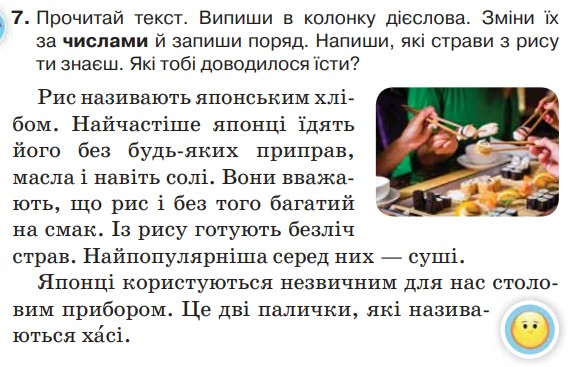 7. Прочитай текст. Випиши в колонку дієслова. Зміни їх
за числами й запиши поряд. Напиши, які страви з рису
ти знаєш. Які тобі доводилося їсти?
Рис називають японським хлі-
бом. Найчастіше японці їдять
його без будь-яких приправ,
масла і навіть солі. Вони вважа-
ють, що рис і без того багатий
на смак. Із рису готують безліч
страв. Найпопулярніша серед них — суші.
Японці користуються незвичним для нас столо-
вим прибором. Це дві палички, які назива-
ються ха́сі.